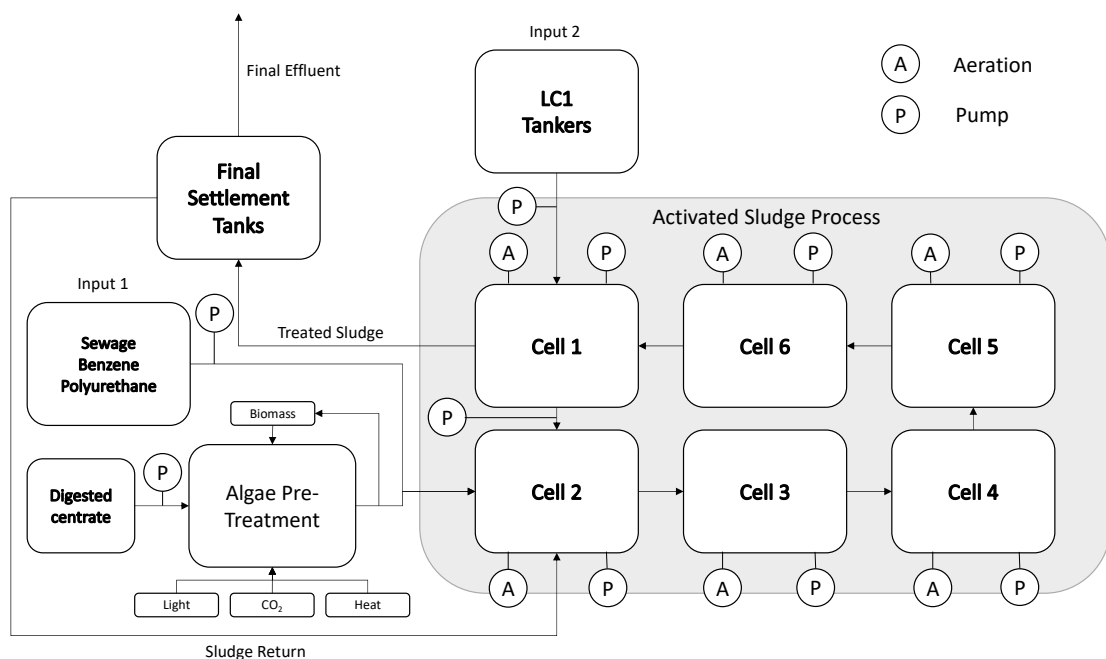 Input 2
Final Effluent
LC1
Tankers
A
Aeration
P
Pump
Final
Settlement
Tanks
P
Activated Sludge Process
A
P
A
P
A
P
Input 1
P
Sewage
Benzene
Polyurethane
Treated Sludge
Cell 1
Cell 6
Cell 5
Biomass
P
Digested
centrate
P
Algae Pre-
Treatment
Cell 2
Cell 3
Cell 4
A
P
A
P
A
P
Light
CO₂
Heat
Sludge Return